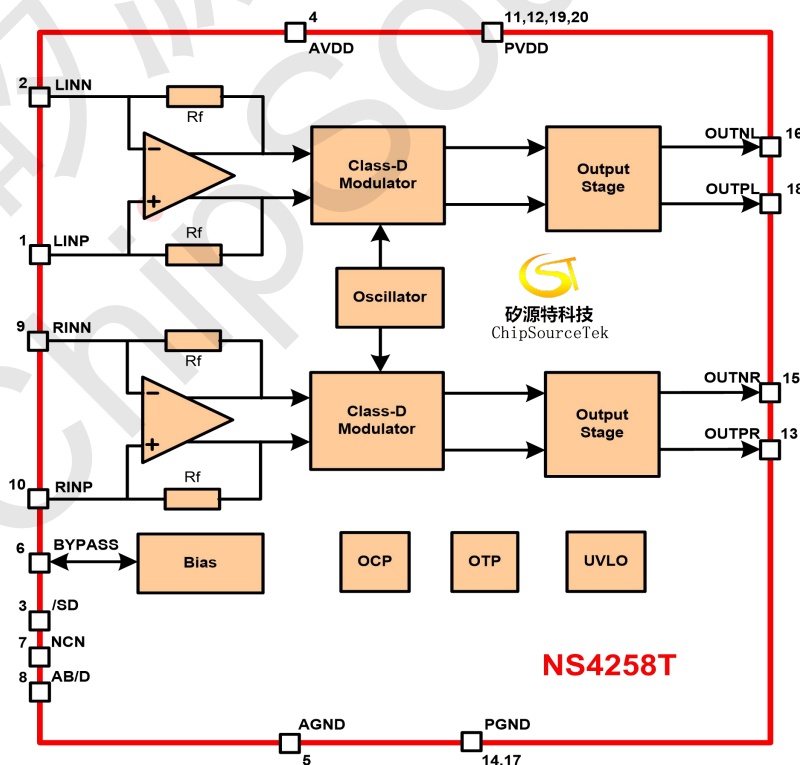 4
11,12,19,20
AVDD
PVDD
2
LINN
Rf
OUTNL
16
Class-D
Modulator
Output
Stage
OUTPL
18
1
LINP
Rf
Oscillator
矽源特科技
ChipSourceTek
9
RINN
Rf
OUTNR
15
Class-D
Modulator
Output
Stage
OUTPR
13
10
RINP
Rf
6
BYPASS
Bias
OCP
OTP
UVLO
3
/SD
7
NCN
8
AB/D
NS4258T
AGND
PGND
5
14,17